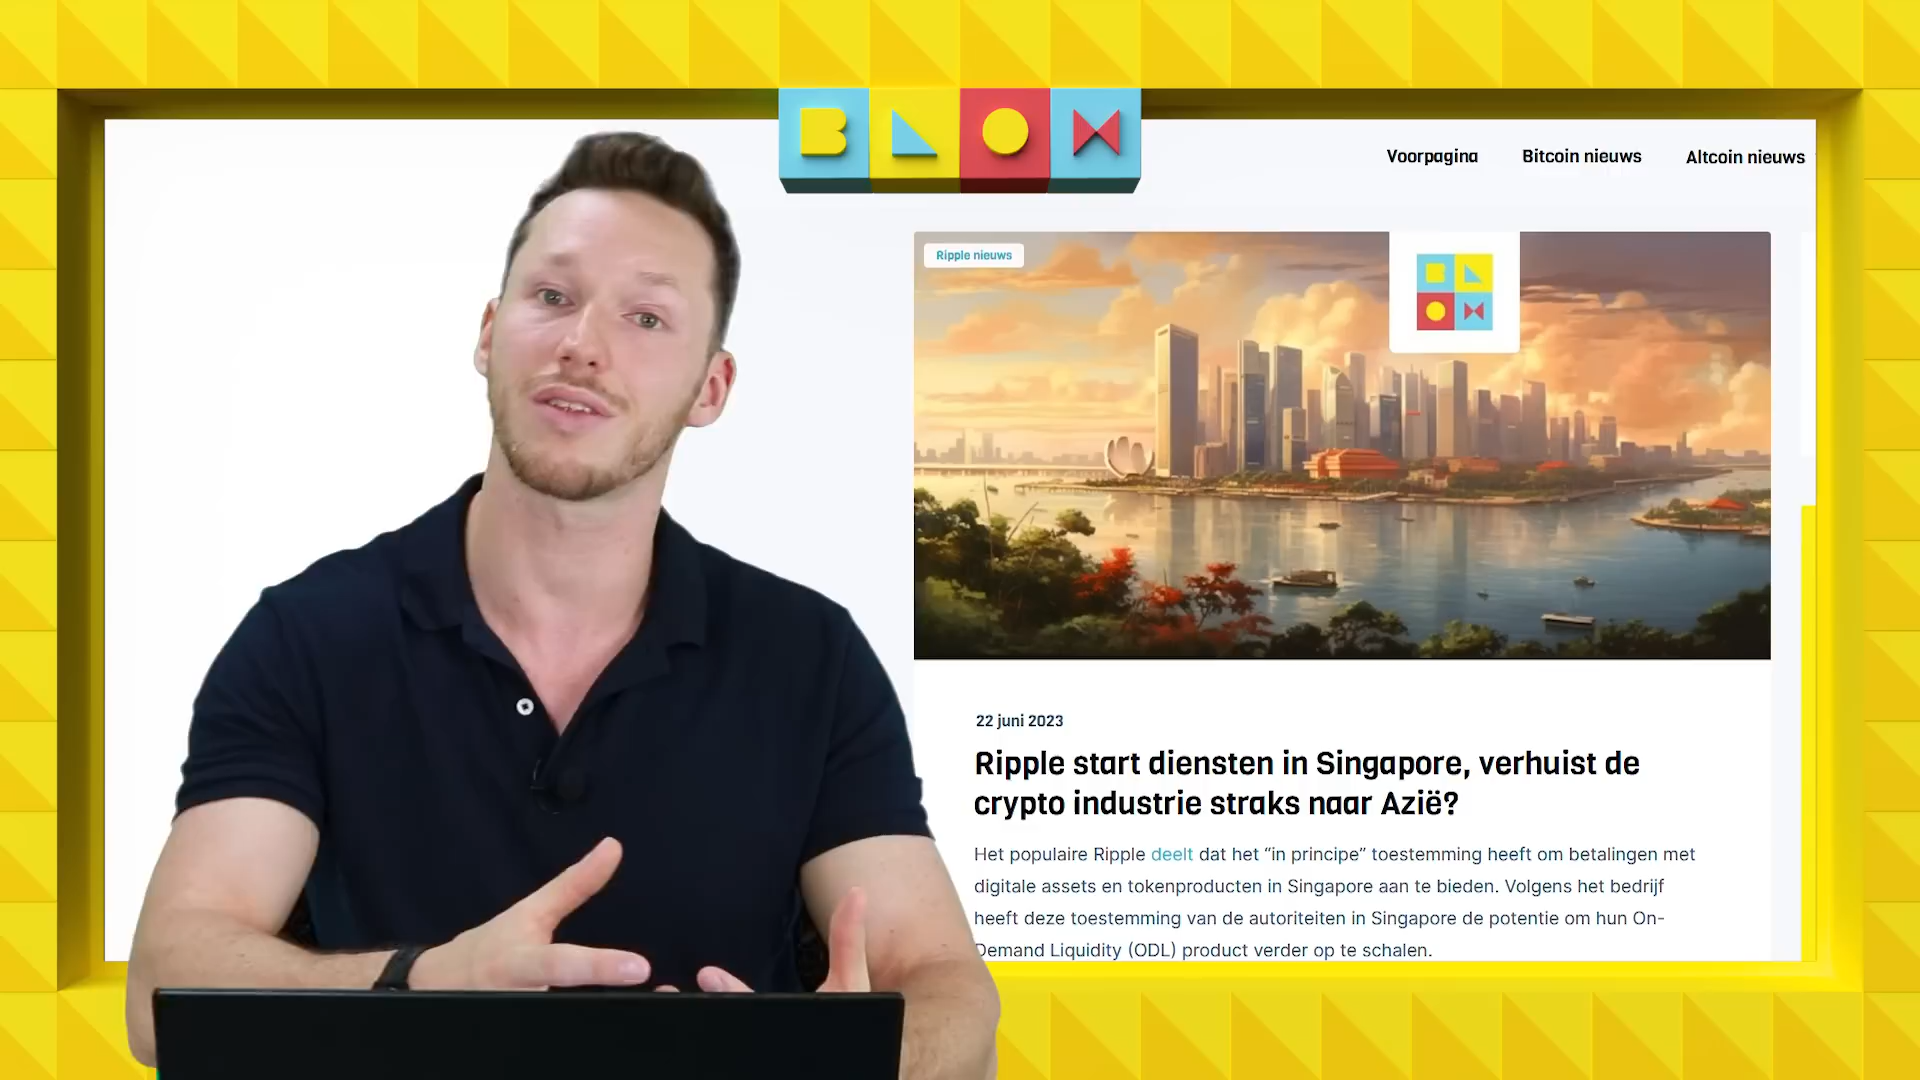 BLOX
Voorpagina Bitcoin nieuws Altcoin nieuws
Ripple nieuws
22 juni 2023
Ripple start diensten in Singapore, verhuist de
crypto industrie straks naar Azië?
Het populaire Ripple deelt dat het “in principe” toestemming heeft om betalingen met
digitale assets en tokenproducten in Singapore aan te bieden. Volgens het bedrijf
heeft deze toestemming van de autoriteiten in Singapore de potentie om hun On-
Demand Liquidity (ODL) product verder op te schalen.